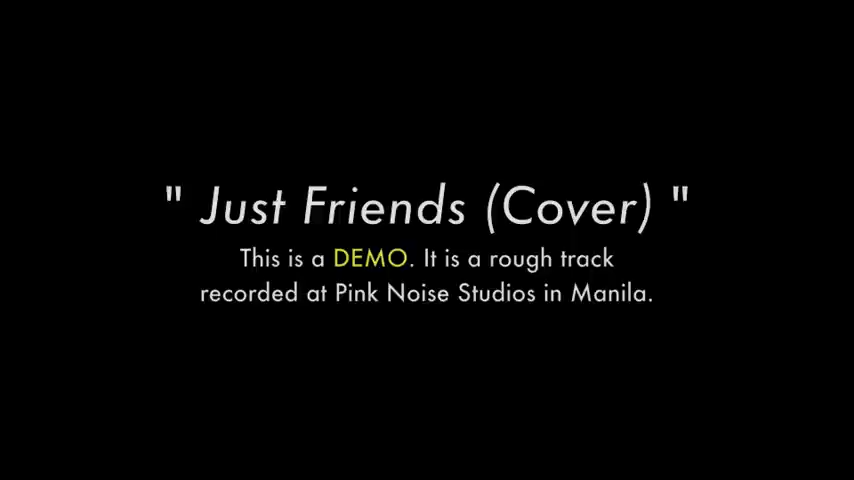 " Just Friends (Cover) "
This is a DEMO. It is a rough track
recorded at Pink Noise Studios in Manila.